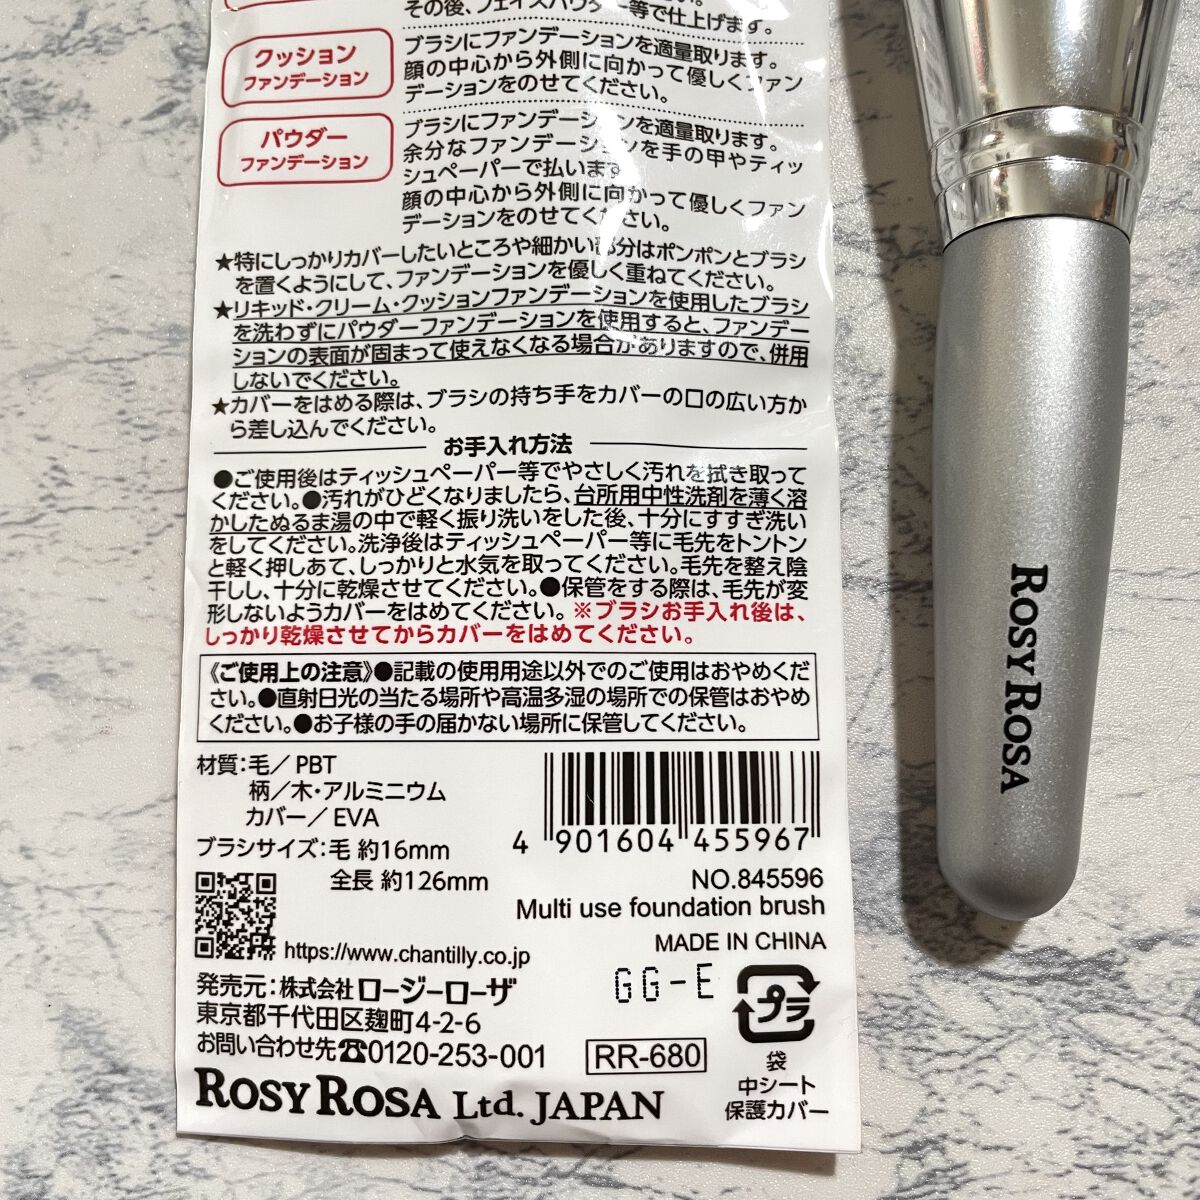 その後、フェイスパウダー等で仕上げます。
クッション
ファンデーション
ブラシにファンデーションを適量取ります。
顔の中心から外側に向かって優しくファン
デーションをのせてください。
パウダー
ファンデーション
ブラシにファンデーションを適量取ります。
余分なファンデーションを手の甲やティッ
シュペーパーで払います
顔の中心から外側に向かって優しくファン
デーションをのせてください。
★特にしっかりカバーしたいところや細かい部分はポンポンとブラシ
を置くようにして、ファンデーションを優しく重ねてください。
★リキッド・クリーム・クッションファンデーションを使用したブラシ
を洗わずにパウダーファンデーションを使用すると、ファンデー
ションの表面が固まって使えなくなる場合がありますので、併用
しないでください。
★カバーをはめる際は、ブラシの持ち手をカバーの口の広い方か
ら差し込んでください。
お手入れ方法
●ご使用後はティッシュペーパー等でやさしく汚れを拭き取って
ください。●汚れがひどくなりましたら、台所用中性洗剤を薄く溶
かしたぬるま湯の中で軽く振り洗いをした後、十分にすすぎ洗い
をしてください。洗浄後はティッシュペーパー等に毛先をトントン
と軽く押しあて、しっかりと水気を取ってください。毛先を整え陰
干しし、十分に乾燥させてください。●保管をする際は、毛先が変
形しないようカバーをはめてください。※ブラシお手入れ後は、
しっかり乾燥させてからカバーをはめてください。
《ご使用上の注意》●記載の使用用途以外でのご使用はおやめくだ
さい。●直射日光の当たる場所や高温多湿の場所での保管はおやめ
ください。●お子様の手の届かない場所に保管してください。
材質:毛/PBT
柄/木・アルミニウム
カバー/EVA
ブラシサイズ:毛 約16mm
全長 約126mm
4 901604 455967
NO.845596
Multi use foundation brush
MADE IN CHINA
https://www.chantilly.co.jp
発売元:株式会社ロージーローザ
東京都千代田区麹町4-2-6
お問い合わせ先☎0120-253-001
GG-E
RR-680
プラ
袋
中シート
保護カバー
ROSY ROSA Ltd. JAPAN
ROSY ROSA